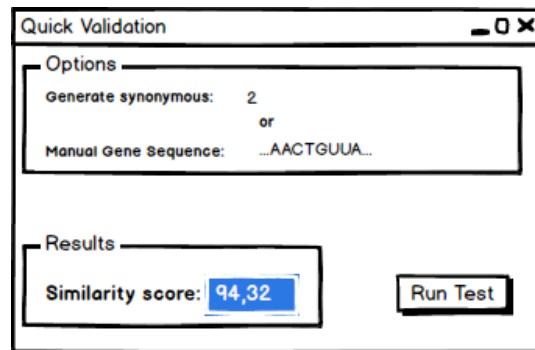 Quick Validation
Options
Generate synonymous: 2
or
Manual Gene Sequence: ...AACTGUUA...
Results
Similarity score: 94,32
Run Test